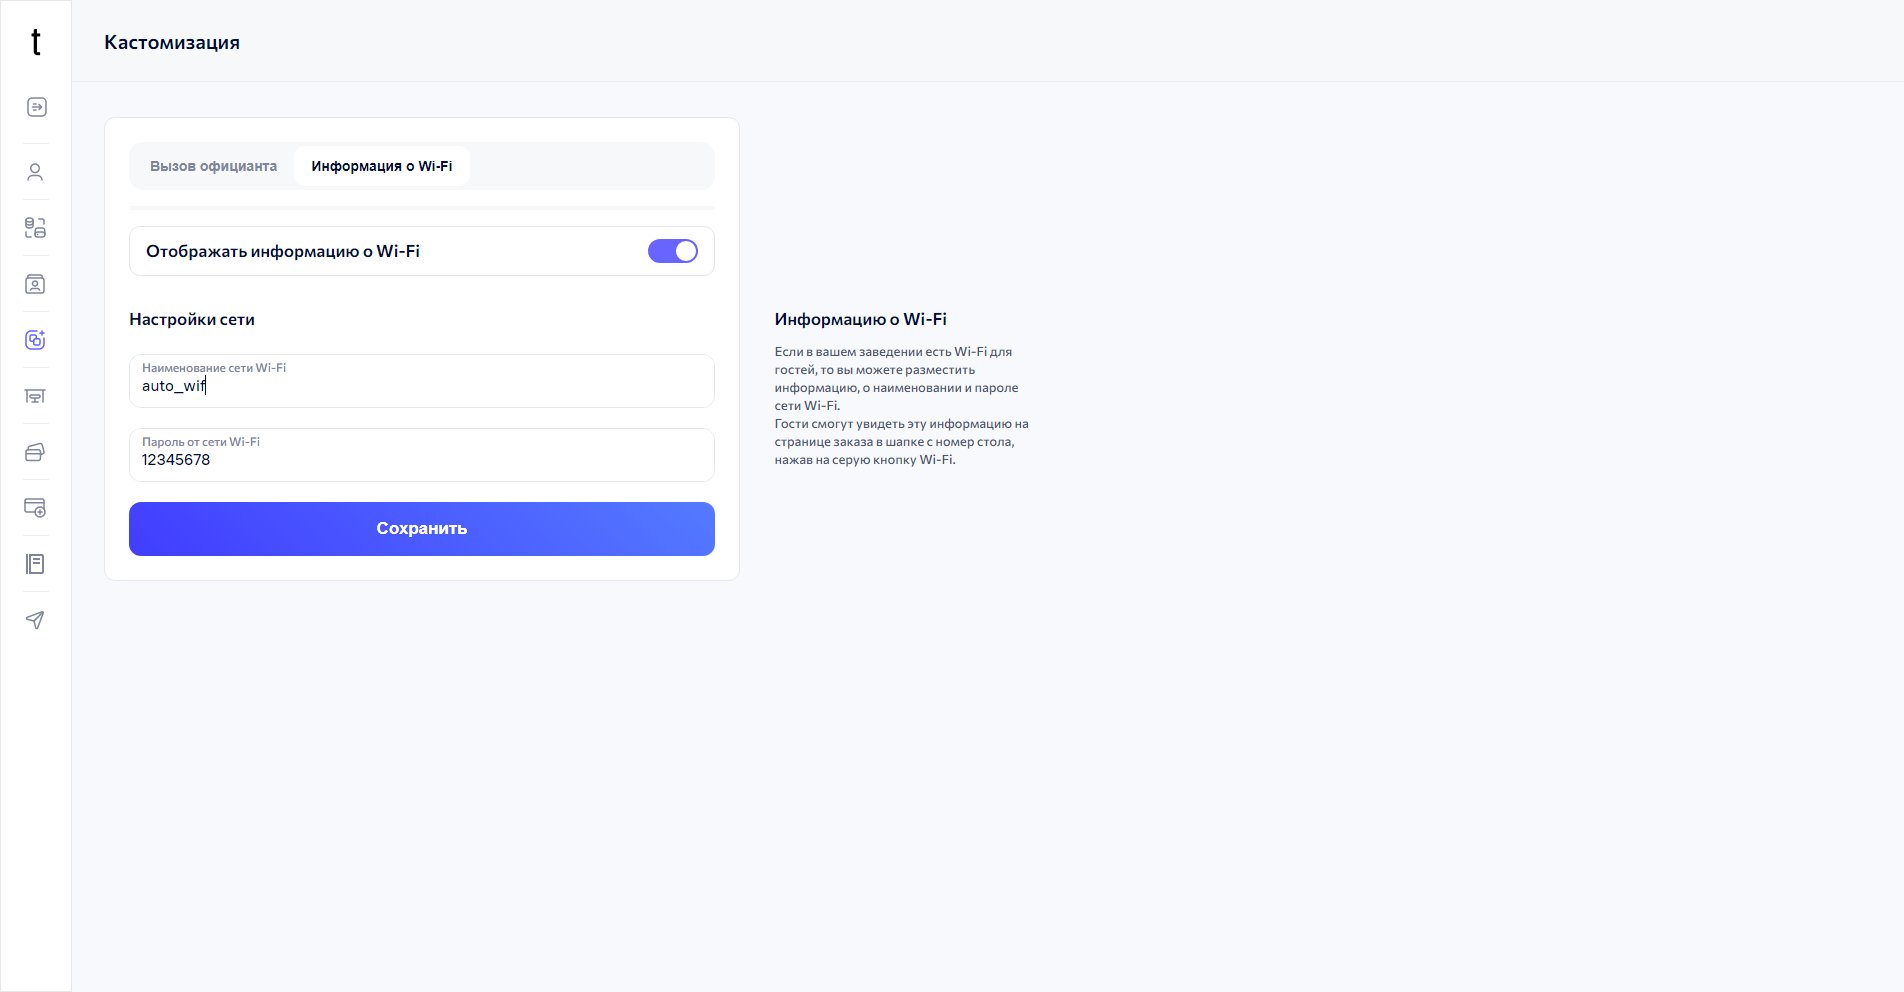 t
Кастомизация
Вызов официанта
Информация о Wi-Fi
Отображать информацию о Wi-Fi
Настройки сети
Наименование сети Wi-Fi
auto_wif
Пароль от сети Wi-Fi
12345678
Сохранить
Информацию о Wi-Fi
Если в вашем заведении есть Wi-Fi для
гостей, то вы можете разместить
информацию, о наименовании и пароле
сети Wi-Fi.
Гости смогут увидеть эту информацию на
странице заказа в шапке с номер стола,
нажав на серую кнопку Wi-Fi.